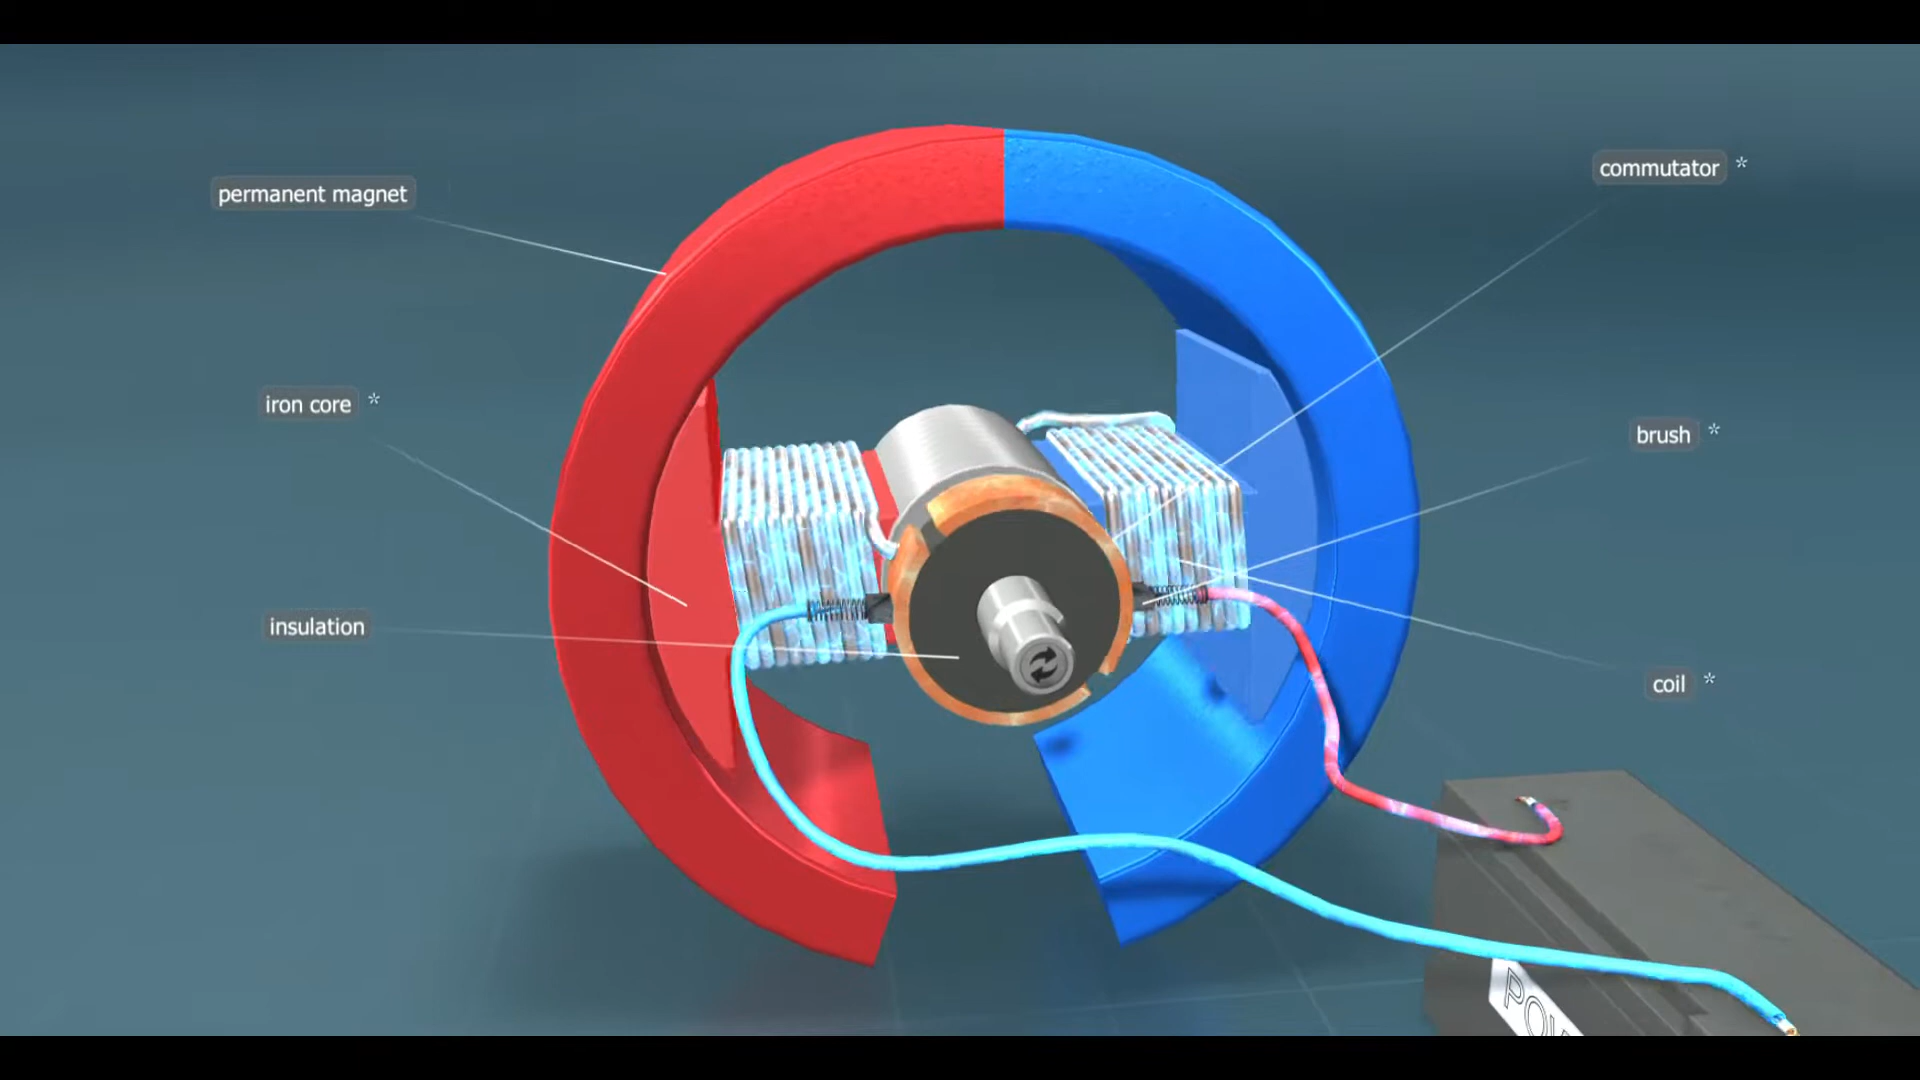 permanent magnet
commutator *
iron core *
brush *
insulation
coil *